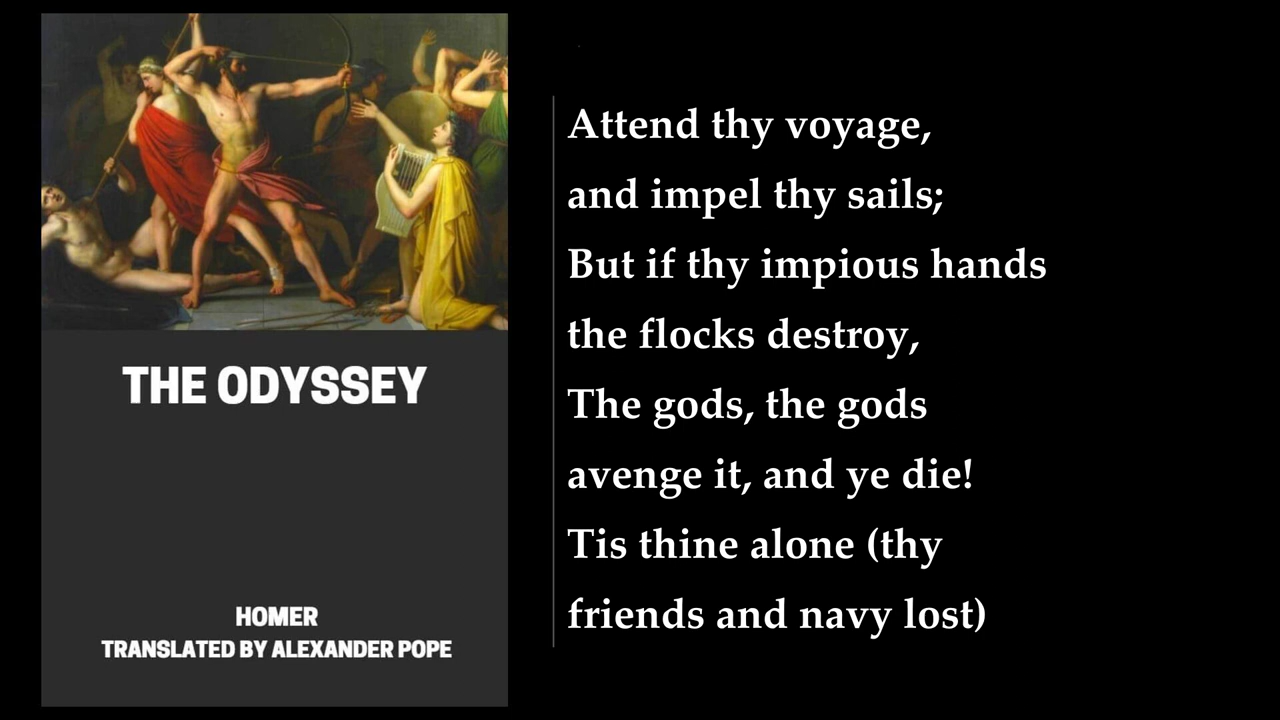 THE ODYSSEY
HOMER
TRANSLATED BY ALEXANDER POPE
Attend thy voyage,
and impel thy sails;
But if thy impious hands
the flocks destroy,
The gods, the gods
avenge it, and ye die!
Tis thine alone (thy
friends and navy lost)